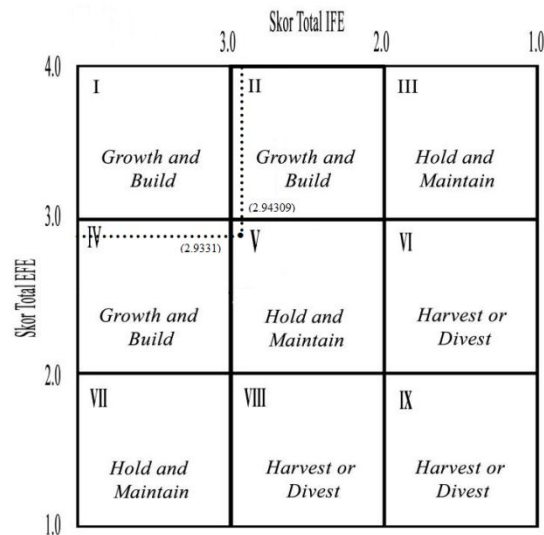 Skor Total IFE
3.0 2.0 1.0
4.0
I II III
Growth and
Build
Growth and
Build
Hold and
Maintain
(2.94309)
3.0
Skor Total EFE
IV V VI
(2.9331)
Growth and
Build
Hold and
Maintain
Harvest or
Divest
2.0
VII VIII IX
Hold and
Maintain
Harvest or
Divest
Harvest or
Divest
1.0